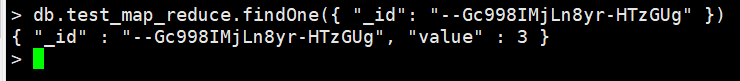 > db.test_map_reduce.findOne({ "_id": "--Gc998IMjLn8yr-HTzGUg" })
{ "_id" : "--Gc998IMjLn8yr-HTzGUg", "value" : 3 }
>